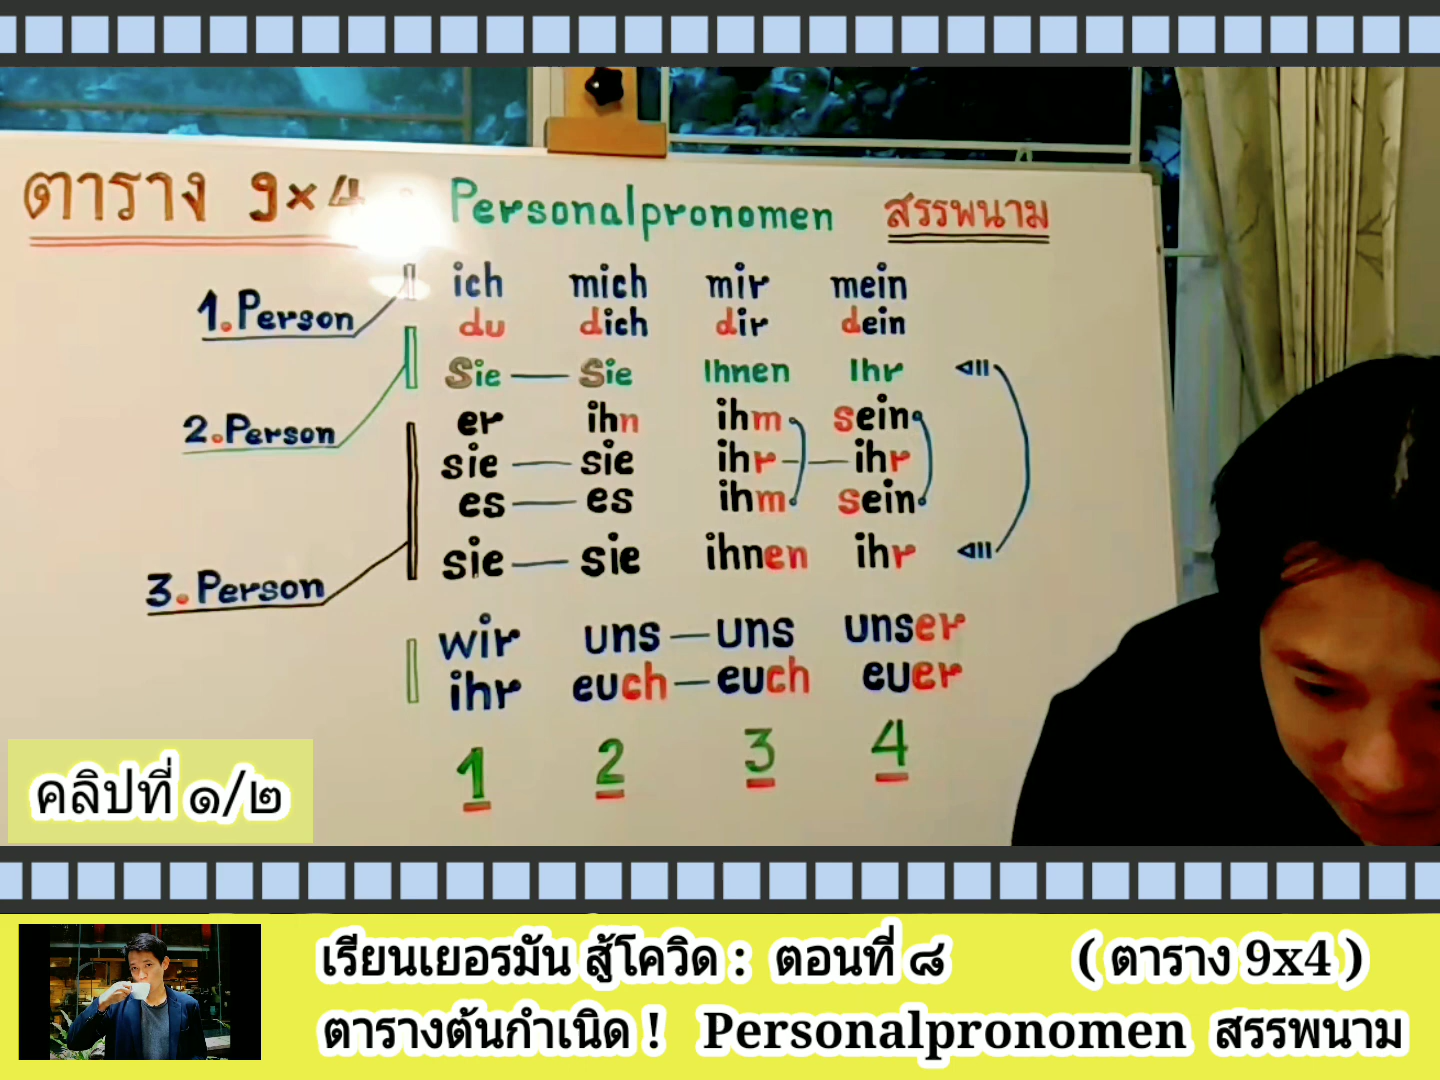 ตาราง 9×4 : Personalpronomen สรรพนาม
1.Person
2.Person
3.Person
ich mich mir mein
du dich dir dein
Sie — Sie Ihnen Ihr
er ihn ihm sein
sie — sie ihr — ihr
es — es ihm sein
sie — sie ihnen ihr
wir uns — uns unser
ihr euch — euch euer
1 2 3 4
คลิปที่ ๑/๒
เรียนเยอรมัน สู้โควิด : ตอนที่ ๘ ( ตาราง 9x4 )
ตารางต้นกำเนิด ! Personalpronomen สรรพนาม